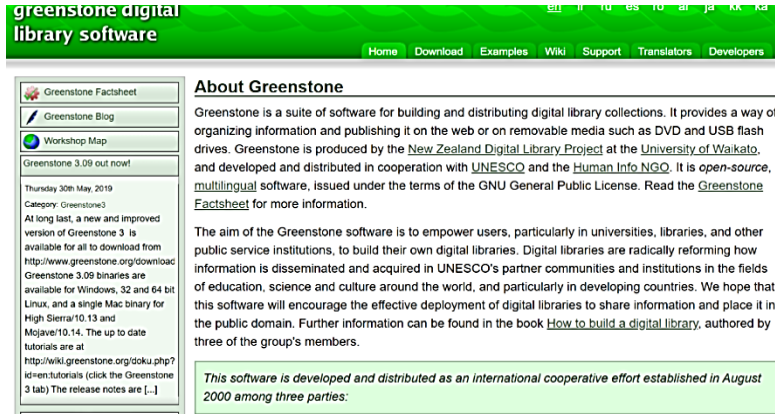 greenstone digital
library software
en fr ru es ro ar ja kk ka
Home Download Examples Wiki Support Translators Developers
Greenstone Factsheet
Greenstone Blog
Workshop Map
Greenstone 3.09 out now!
Thursday 30th May, 2019
Category: Greenstone3
At long last, a new and improved
version of Greenstone 3 is
available for all to download from
http://www.greenstone.org/download
Greenstone 3.09 binaries are
available for Windows, 32 and 64 bit
Linux, and a single Mac binary for
High Sierra/10.13 and
Mojave/10.14. The up to date
tutorials are at
http://wiki.greenstone.org/doku.php?
id=en:tutorials (click the Greenstone
3 tab) The release notes are [...]
About Greenstone
Greenstone is a suite of software for building and distributing digital library collections. It provides a way of
organizing information and publishing it on the web or on removable media such as DVD and USB flash
drives. Greenstone is produced by the New Zealand Digital Library Project at the University of Waikato,
and developed and distributed in cooperation with UNESCO and the Human Info NGO. It is open-source,
multilingual software, issued under the terms of the GNU General Public License. Read the Greenstone
Factsheet for more information.
The aim of the Greenstone software is to empower users, particularly in universities, libraries, and other
public service institutions, to build their own digital libraries. Digital libraries are radically reforming how
information is disseminated and acquired in UNESCO's partner communities and institutions in the fields
of education, science and culture around the world, and particularly in developing countries. We hope that
this software will encourage the effective deployment of digital libraries to share information and place it in
the public domain. Further information can be found in the book How to build a digital library, authored by
three of the group's members.
This software is developed and distributed as an international cooperative effort established in August
2000 among three parties: